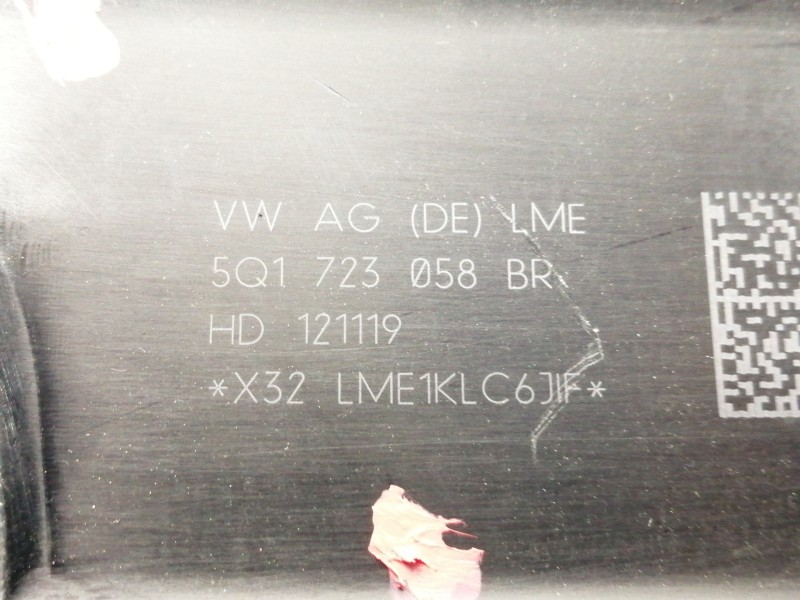 VW AG (DE) LME
5Q1 723 058 BR
HD 121119
*X32 LME1KLC6JIF*